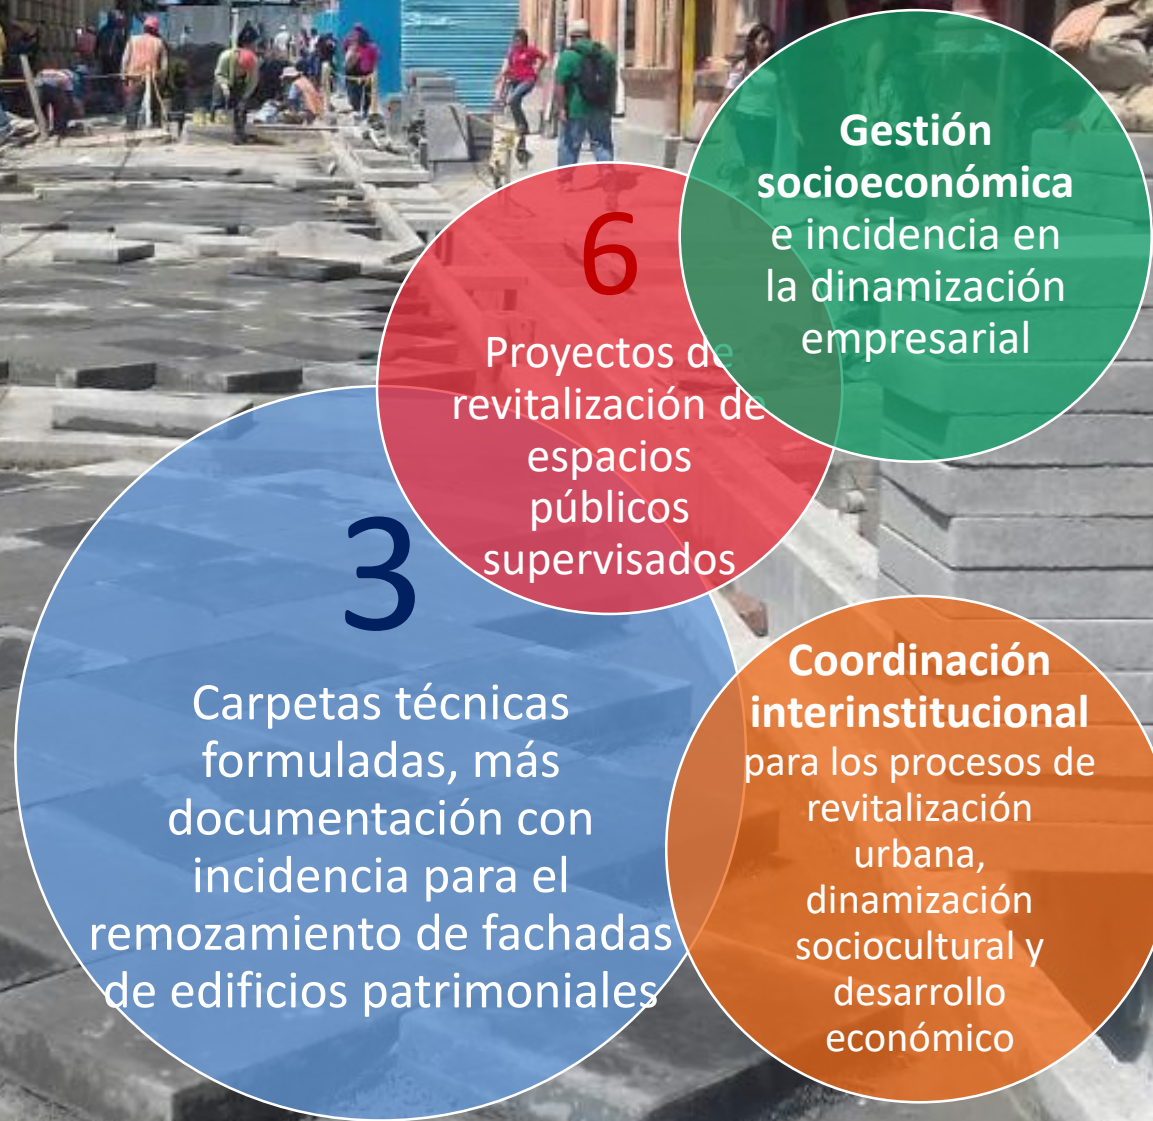 Gestión
socioeconómica
e incidencia en
la dinamización
empresarial
6
Proyectos de
revitalización de
espacios
públicos
supervisados
3
Carpetas técnicas
formuladas, más
documentación con
incidencia para el
remozamiento de fachadas
de edificios patrimoniales
Coordinación
interinstitucional
para los procesos de
revitalización
urbana,
dinamización
sociocultural y
desarrollo
económico